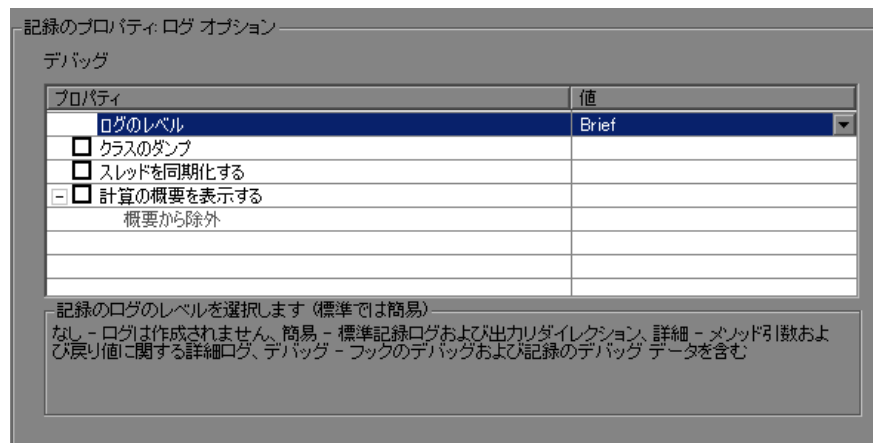 記録のプロパティ: ログ オプション
デバッグ
プロパティ 値
ログのレベル Brief
クラスのダンプ
スレッドを同期化する
計算の概要を表示する
概要から除外
記録のログのレベルを選択します (標準では簡易)
なし - ログは作成されません、簡易 - 標準記録ログおよび出力リダイレクション、詳細 - メソッド引数およ
び戻り値に関する詳細ログ、デバッグ - フックのデバッグおよび記録のデバッグ データを含む